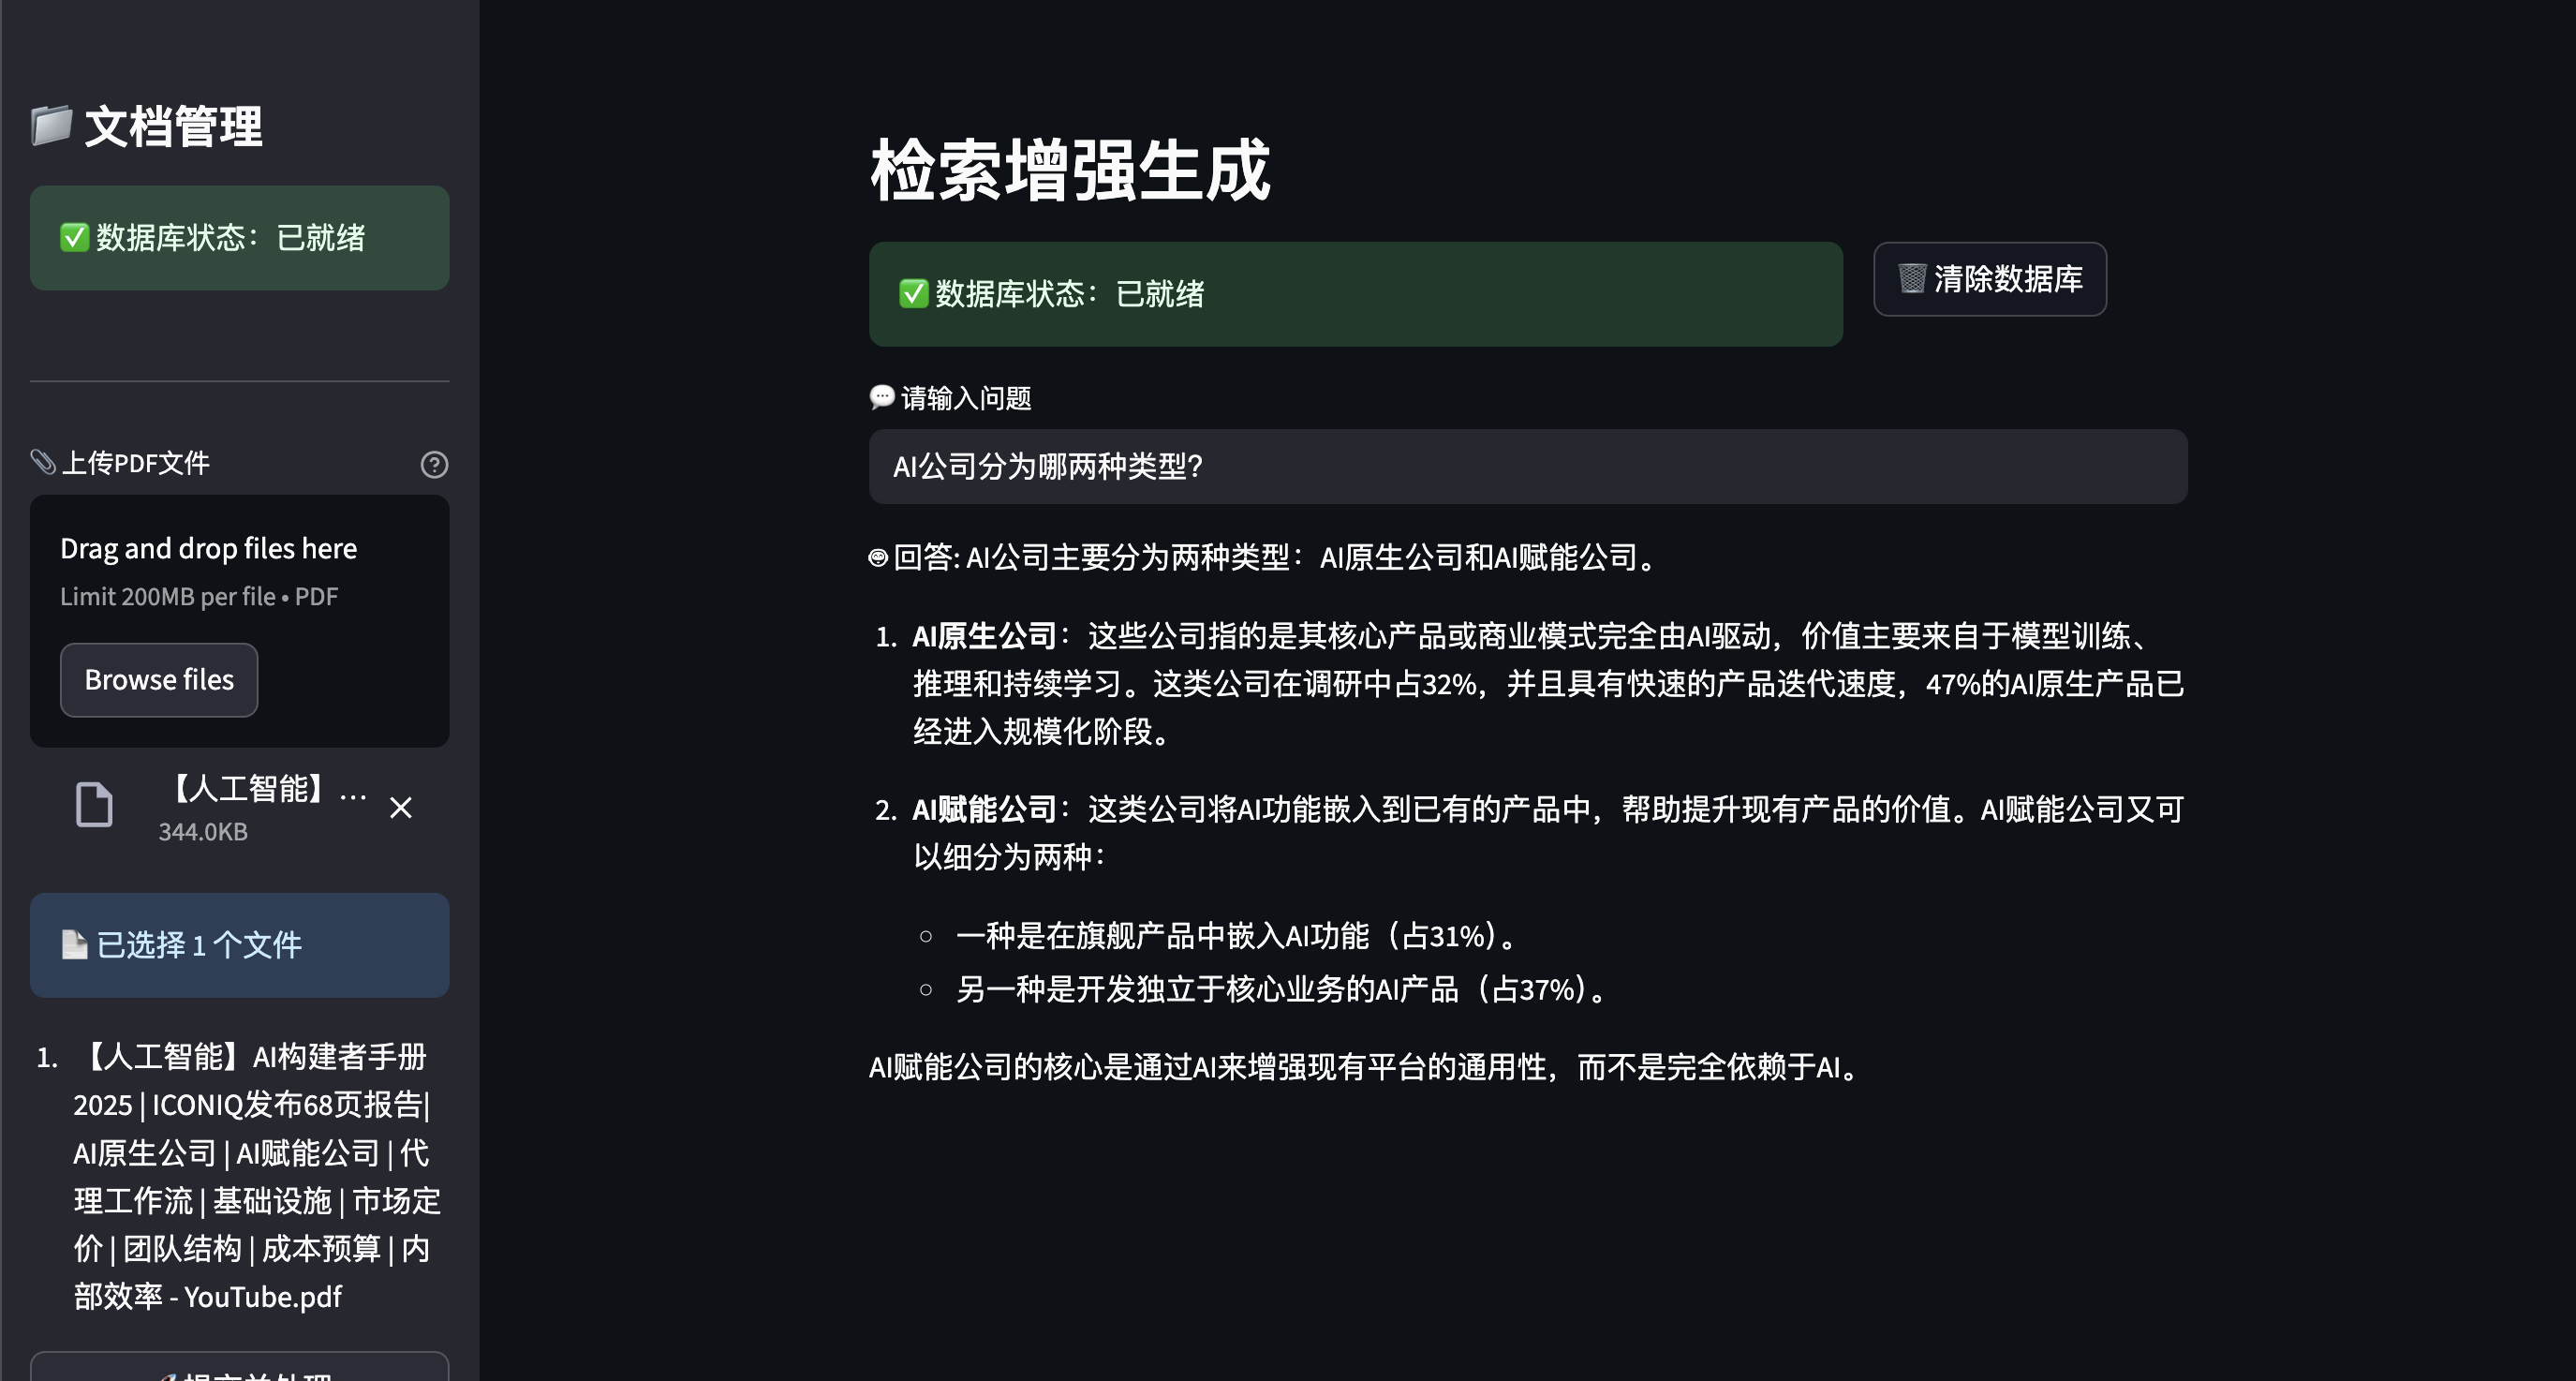 文档管理
数据库状态：已就绪
上传PDF文件
Drag and drop files here
Limit 200MB per file • PDF
Browse files
【人工智能】...
344.0KB
已选择 1 个文件
1. 【人工智能】AI构建者手册
2025 | ICONIQ发布68页报告|
AI原生公司 | AI赋能公司 | 代
理工作流 | 基础设施 | 市场定
价 | 团队结构 | 成本预算 | 内
部效率 - YouTube.pdf
检索增强生成
数据库状态：已就绪
清除数据库
请输入问题
AI公司分为哪两种类型?
回答: AI公司主要分为两种类型：AI原生公司和AI赋能公司。
1. AI原生公司：这些公司指的是其核心产品或商业模式完全由AI驱动，价值主要来自于模型训练、
推理和持续学习。这类公司在调研中占32%，并且具有快速的产品迭代速度，47%的AI原生产品已
经进入规模化阶段。
2. AI赋能公司：这类公司将AI功能嵌入到已有的产品中，帮助提升现有产品的价值。AI赋能公司又可
以细分为两种：
一种是在旗舰产品中嵌入AI功能（占31%）。
另一种是开发独立于核心业务的AI产品（占37%）。
AI赋能公司的核心是通过AI来增强现有平台的通用性，而不是完全依赖于AI。